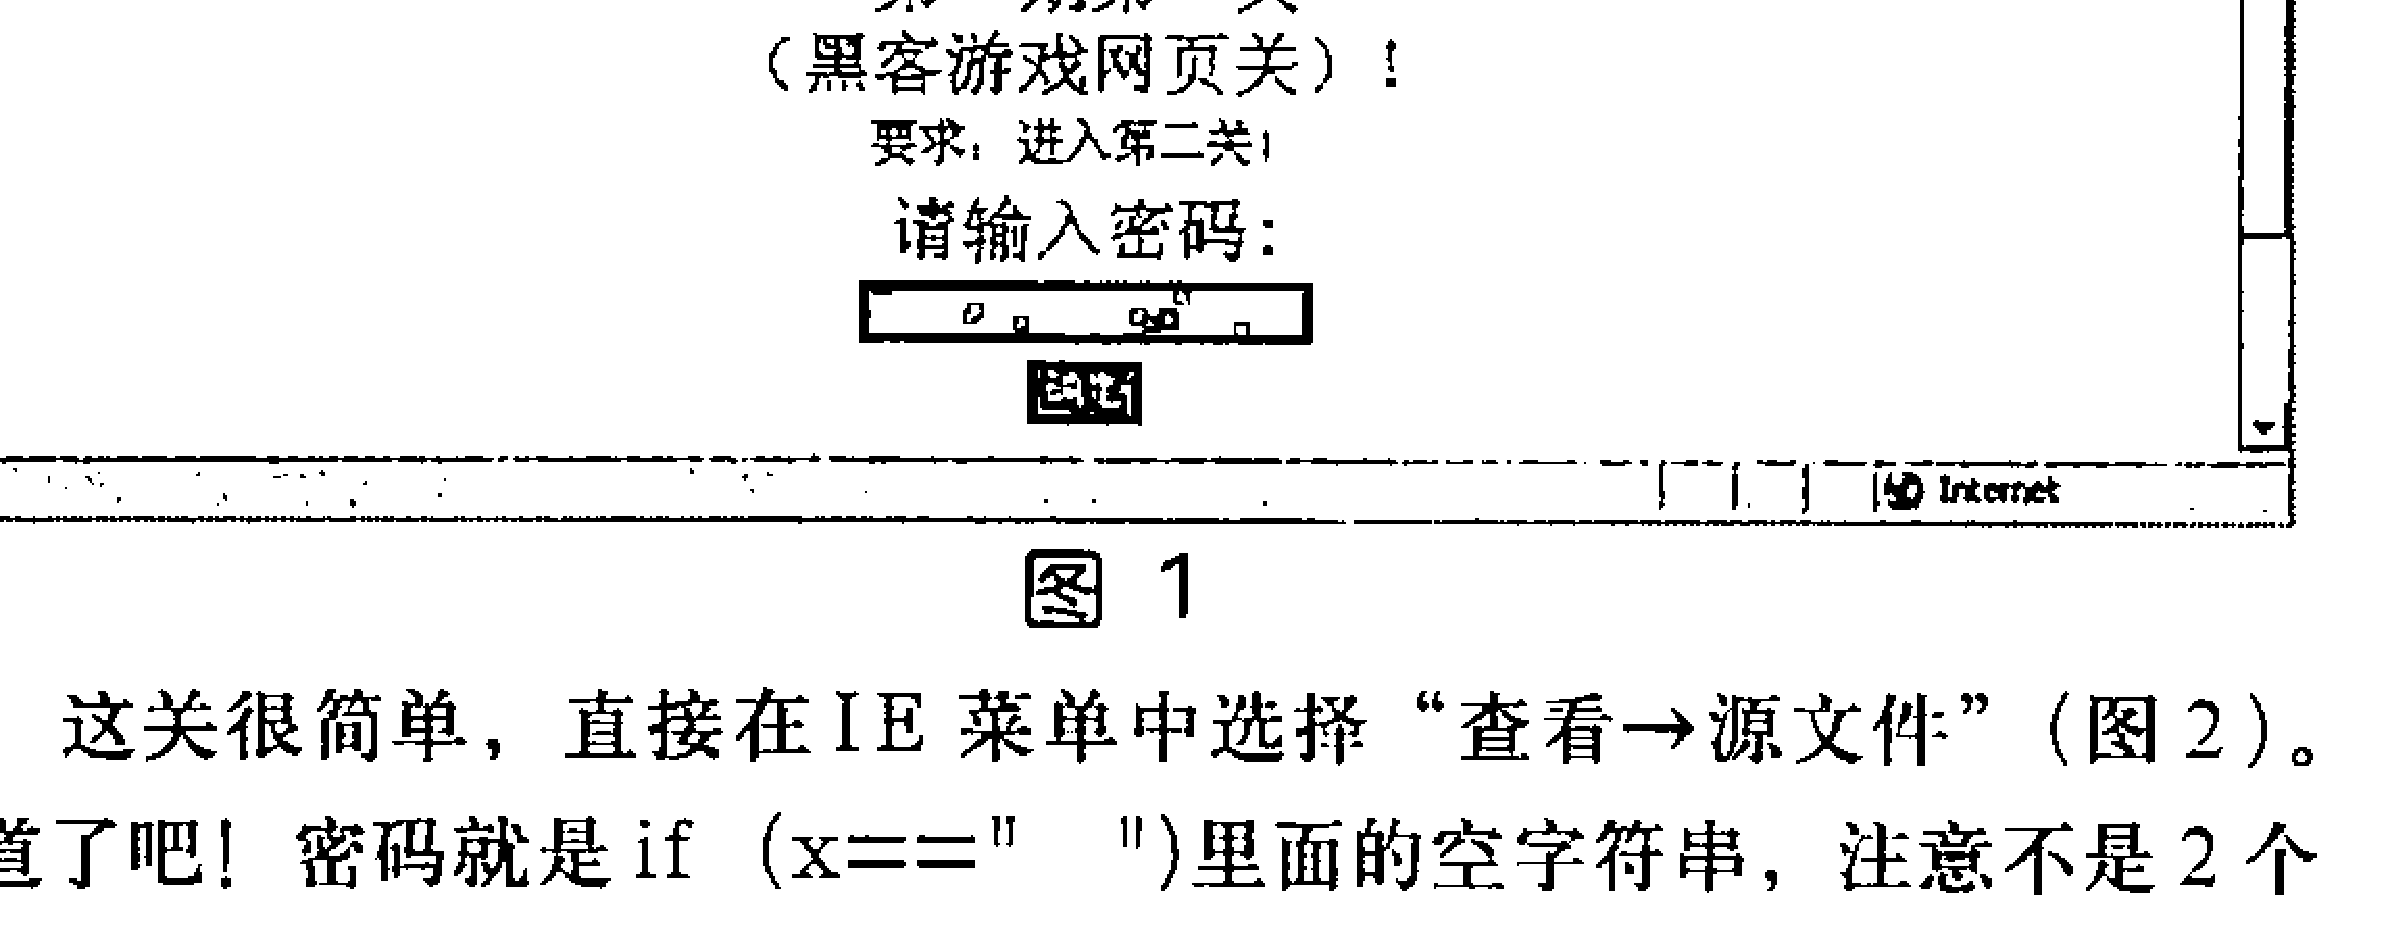 （黑客游戏网页关）！
要求：进入第二关！
请输入密码：
确定
Internet
图 1
这关很简单，直接在IE 菜单中选择“查看→源文件”（图 2）。
道了吧！密码就是if （x=="  "）里面的空字符串，注意不是2个